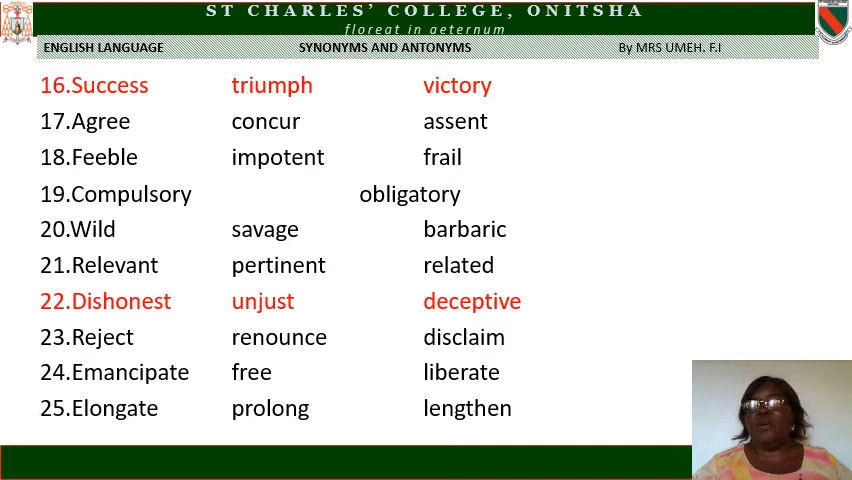 ST CHARLES’ COLLEGE, ONITSHA
floreat in aeternum
ENGLISH LANGUAGE SYNONYMS AND ANTONYMS By MRS UMEH. F.I
16.Success triumph victory
17.Agree concur assent
18.Feeble impotent frail
19.Compulsory obligatory
20.Wild savage barbaric
21.Relevant pertinent related
22.Dishonest unjust deceptive
23.Reject renounce disclaim
24.Emancipate free liberate
25.Elongate prolong lengthen